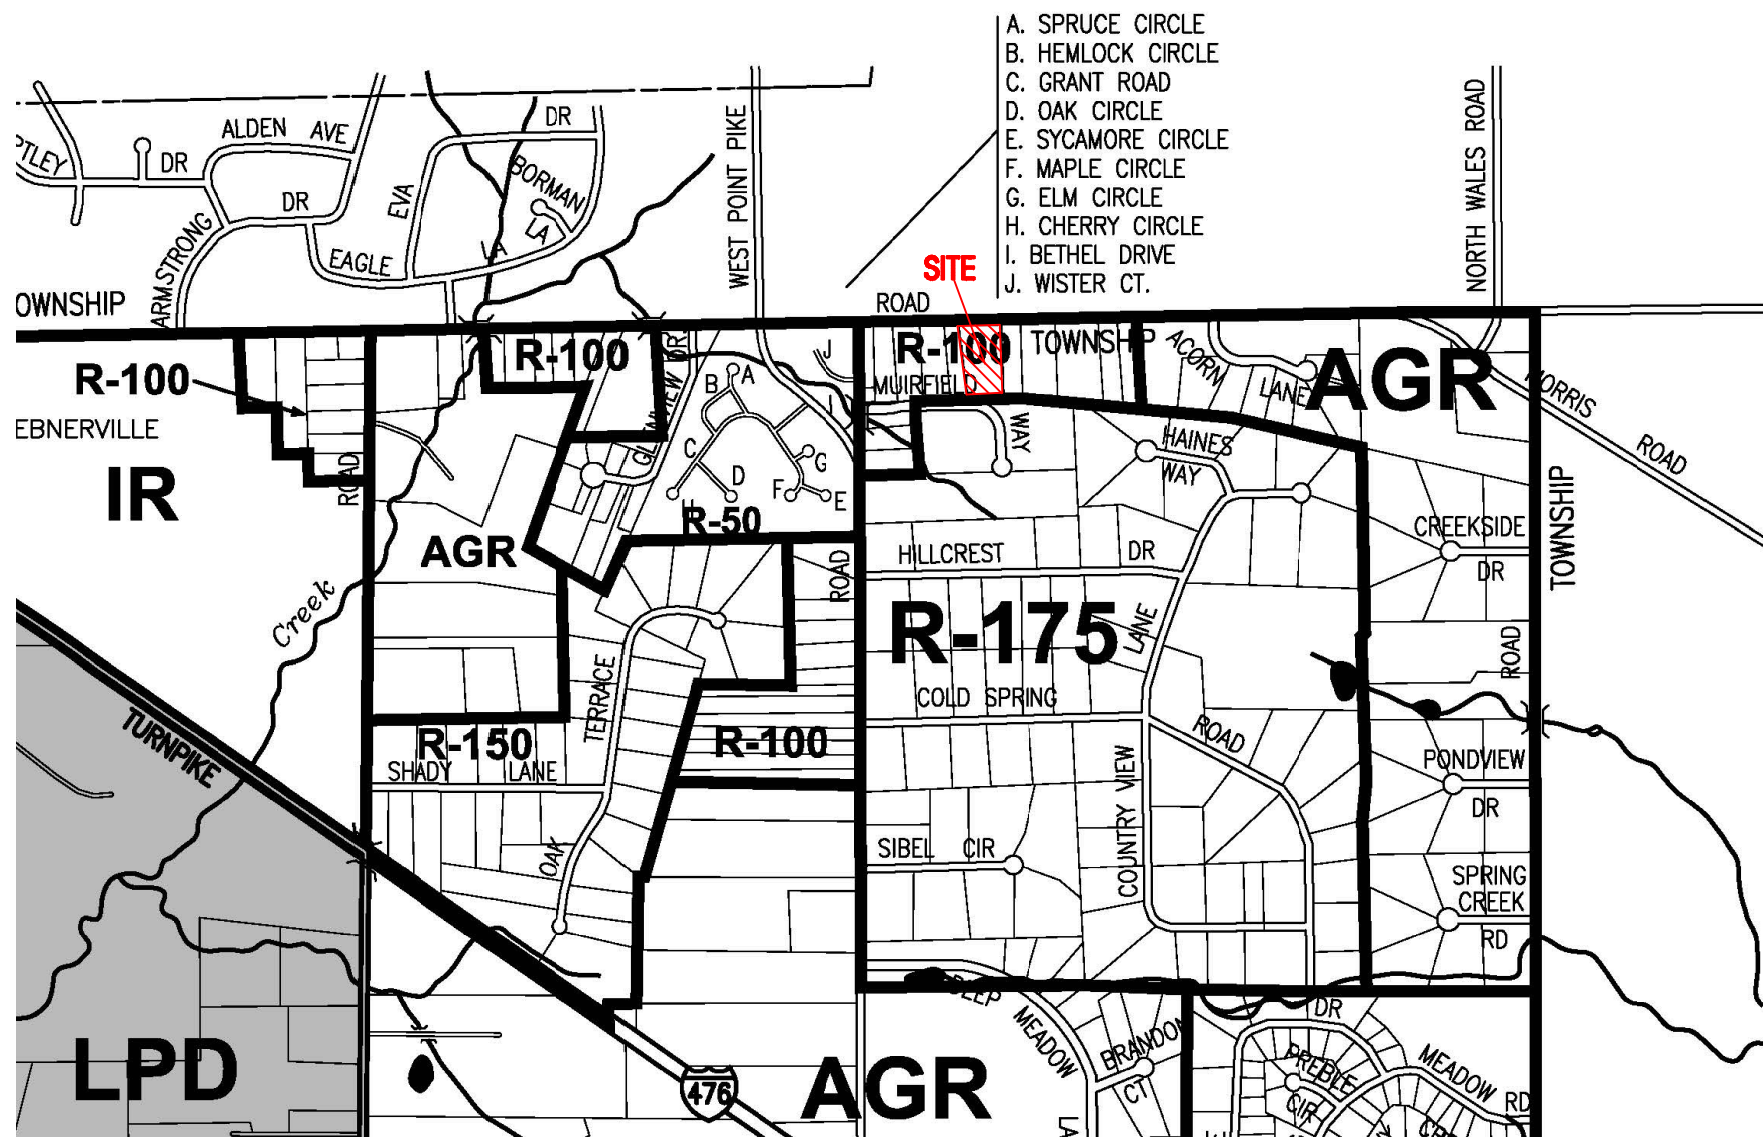 A. SPRUCE CIRCLE
B. HEMLOCK CIRCLE
C. GRANT ROAD
D. OAK CIRCLE
E. SYCAMORE CIRCLE
F. MAPLE CIRCLE
G. ELM CIRCLE
H. CHERRY CIRCLE
I. BETHEL DRIVE
J. WISTER CT.
ALDEN AVE
DR
PTLEY DR
DR
ARMSTRONG
EVA
BORMAN
LA
EAGLE
LA
WEST POINT PIKE
NORTH WALES ROAD
SITE
ROAD
OWNSHIP
R-100
R-100
R-100
TOWNSHIP
ACORN
LANE
AGR
MORRIS
ROAD
MUIRFIELD
WAY
GLENVIEW DR.
J
A
B
I
C
D
G
F
E
H
R-50
EBNERVILLE
IR
ROAD
HAINES
WAY
AGR
ROAD
HILLCREST DR
CREEKSIDE
DR
TOWNSHIP
ROAD
Creek
R-175
LANE
TERRACE
COLD SPRING
ROAD
TURNPIKE
R-150
R-100
SHADY LANE
COUNTRY VIEW
PONDVIEW
DR
OAK
SIBEL CIR
SPRING
CREEK
RD
DEEP
MEADOW
LA
DR
BRANDON
CT
PREBLE
CIR
MEADOW
RD
LPD
476
AGR